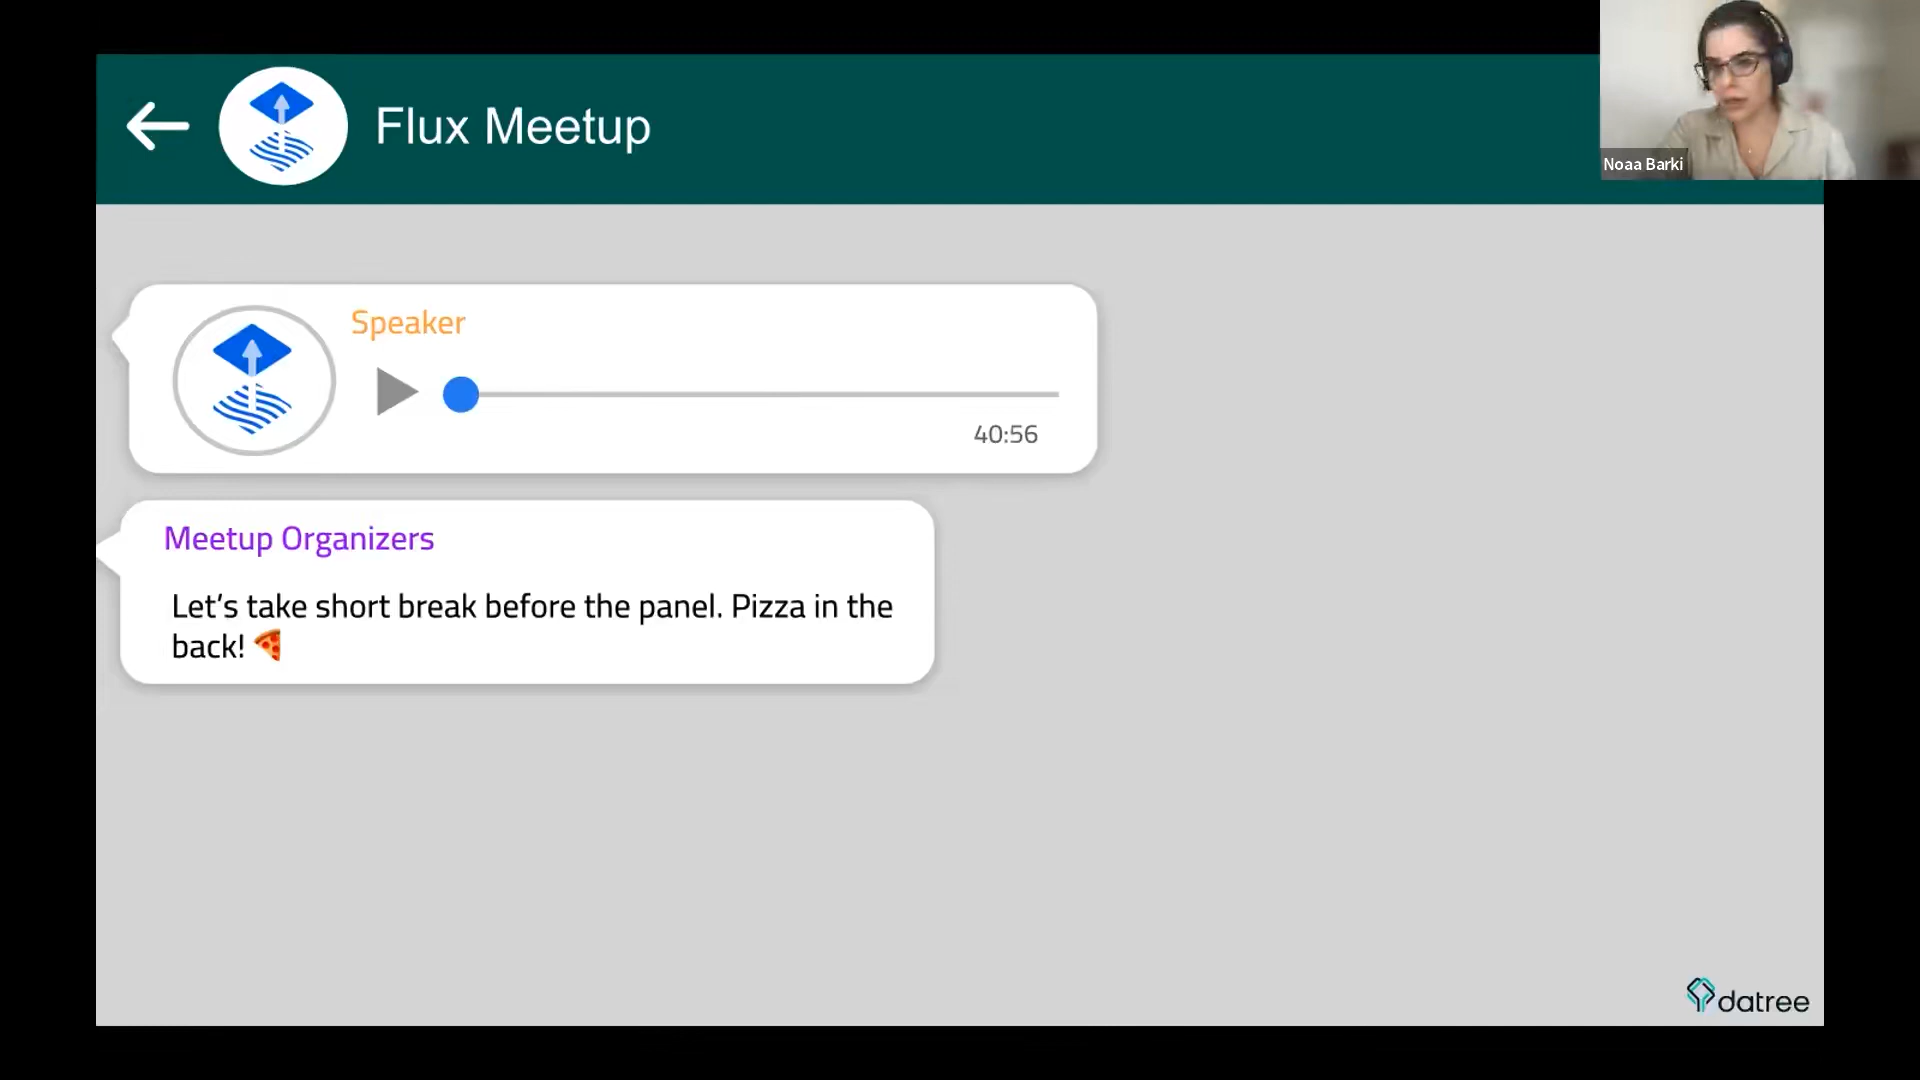 Flux Meetup
Noaa Barki
Speaker
40:56
Meetup Organizers
Let's take short break before the panel. Pizza in the
back! 🍕
datree